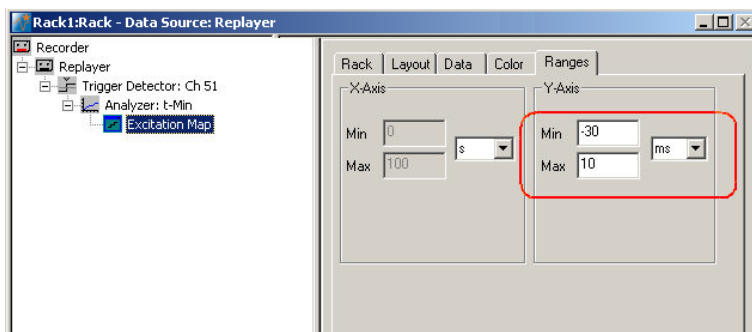 Rack1:Rack - Data Source: Replayer
Recorder
Replayer
Trigger Detector: Ch 51
Analyzer: t-Min
Excitation Map
Rack Layout Data Color Ranges
X-Axis
Min 0
Max 100
s
Y-Axis
Min -30
Max 10
ms